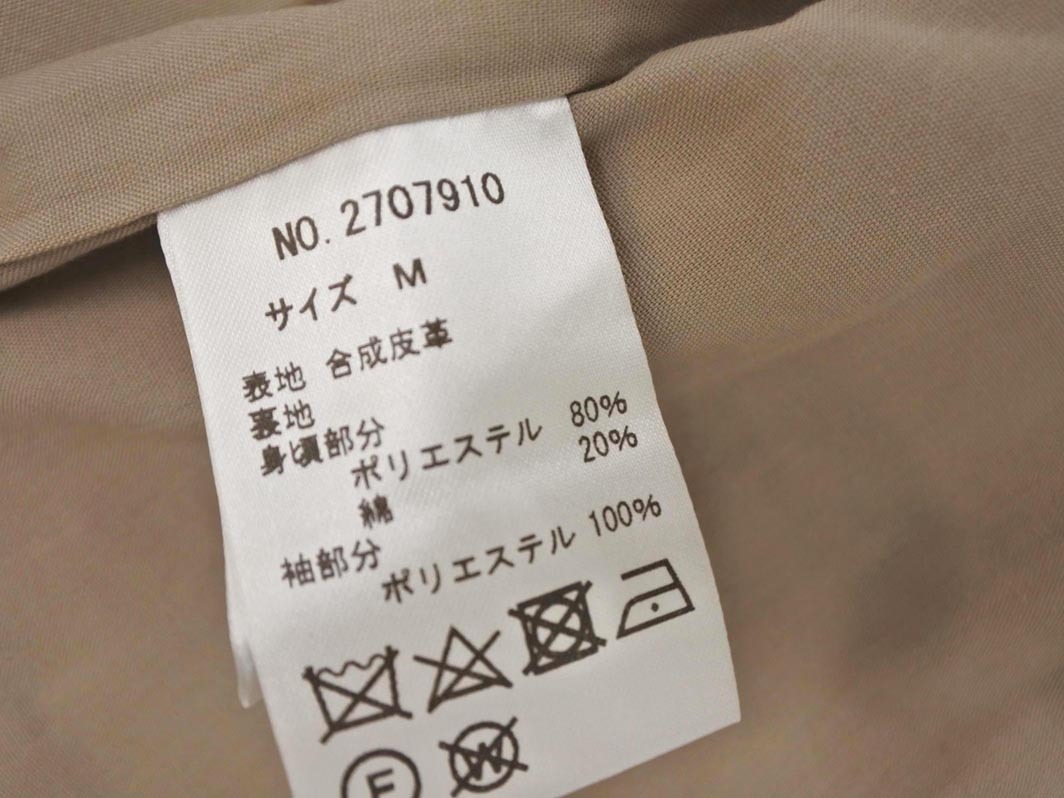 NO. 2707910
サイズ M
表地 合成皮革
裏地
身頃部分
ポリエステル 80%
綿 20%
袖部分
ポリエステル 100%
F
W